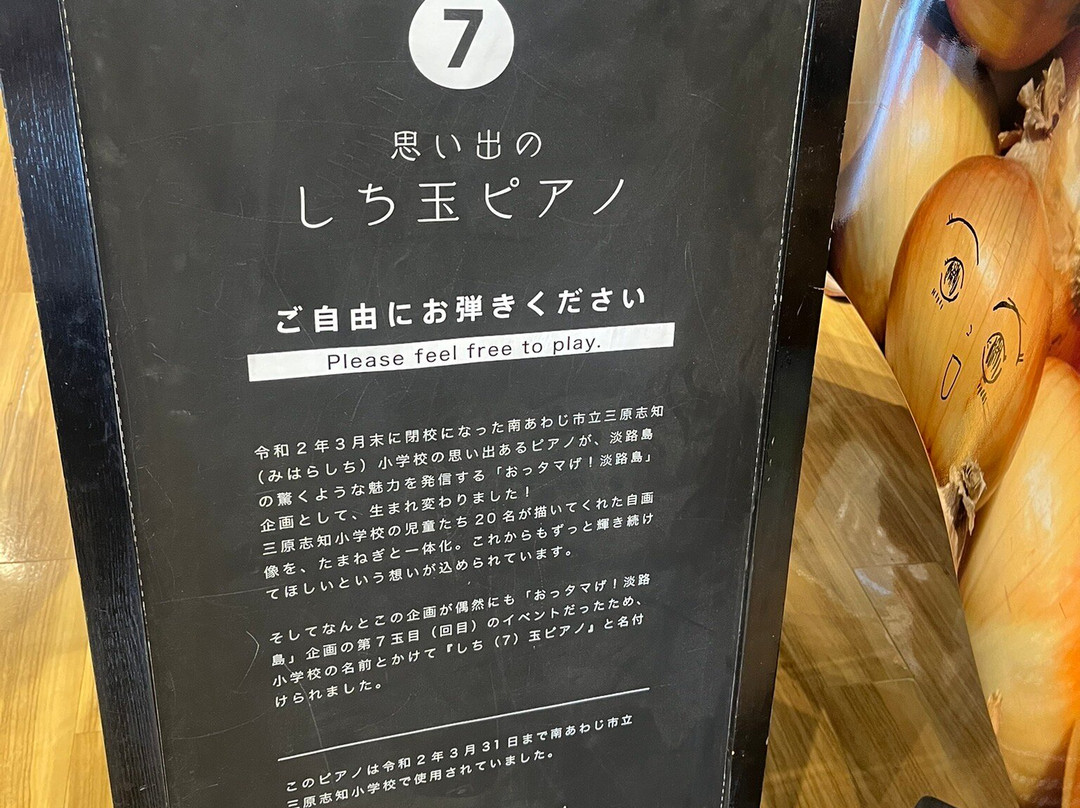 7
思い出の
しち玉ピアノ
ご自由にお弾きください
Please feel free to play.
令和2年3月末に閉校になった南あわじ市立三原志知
（みはらしち）小学校の思い出あるピアノが、淡路島
の驚くような魅力を発信する「おっタマげ！淡路島」
企画として、生まれ変わりました！
三原志知小学校の児童たち20名が描いてくれた自画
像を、たまねぎと一体化。これからもずっと輝き続け
てほしいという想いが込められています。
そしてなんとこの企画が偶然にも「おっタマげ！淡路
島」企画の第7玉目（回目）のイベントだったため、
小学校の名前とかけて『しち（7）玉ピアノ』と名付
けられました。
このピアノは令和2年3月31日まで南あわじ市立
三原志知小学校で使用されていました。